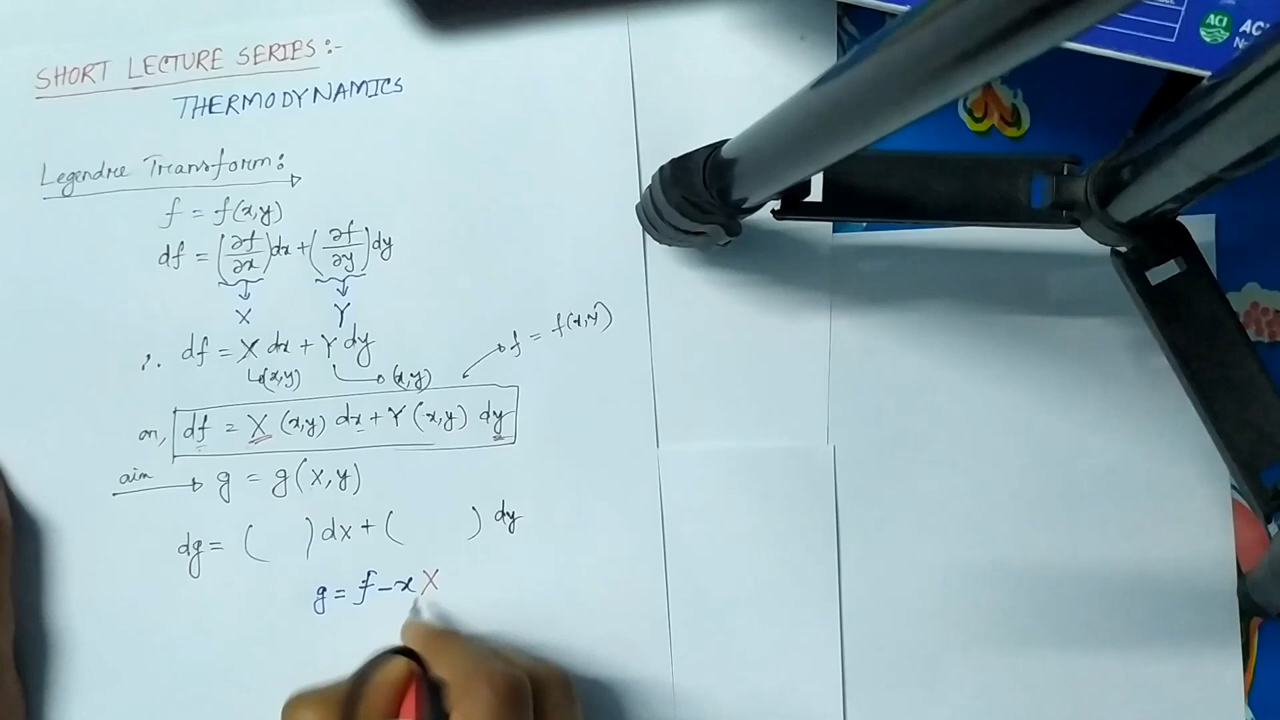 SHORT LECTURE SERIES :-
THERMODYNAMICS
Legendre Transform:
f = f(x,y)
df = (∂f/∂x)dx + (∂f/∂y)dy
X Y
∴ df = X dx + Y dy
(x,y) (x,y)
f = f(x,y)
or, df = X (x,y) dx + Y (x,y) dy
aim → g = g(X,y)
dg = ( )dX + ( ) dy
g = f - xX
ACI